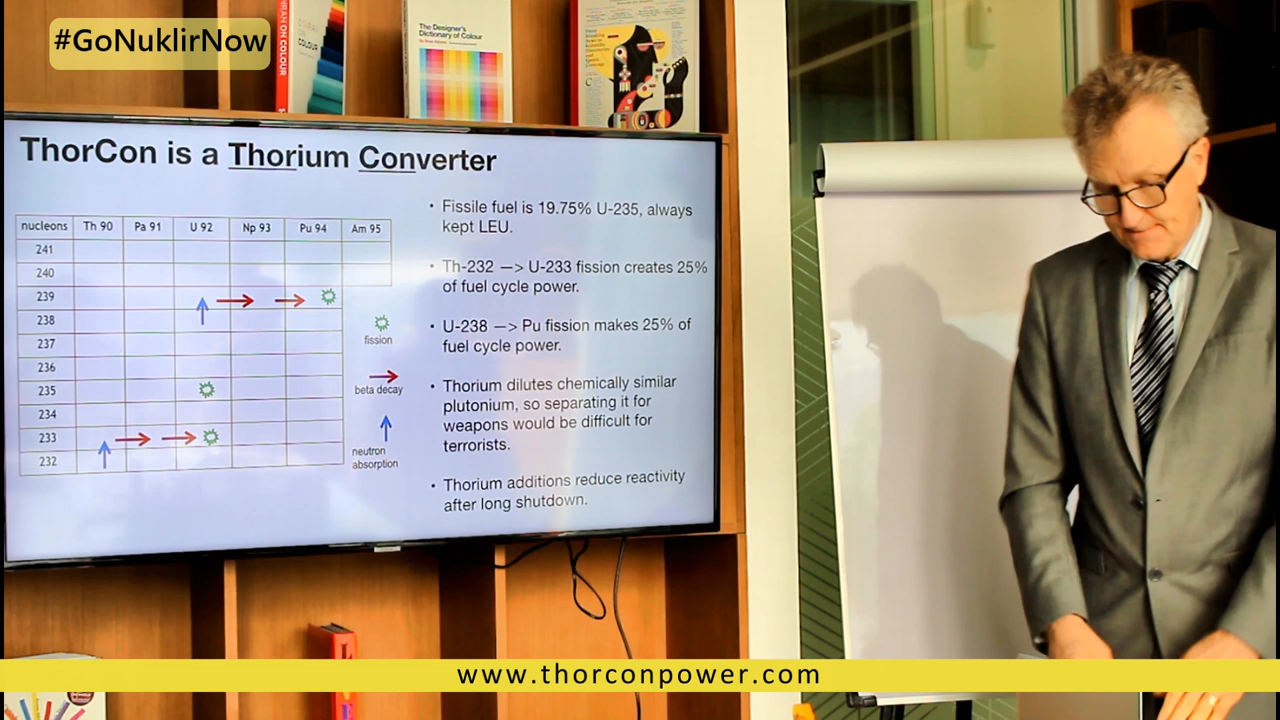 #GoNuklirNow
CONRAN ON COLOUR
The Designer's
Dictionary of Colour
ThorCon is a Thorium Converter
nucleons Th 90 Pa 91 U 92 Np 93 Pu 94 Am 95
241
240
239
238
237
236
235
234
233
232
fission
beta decay
neutron
absorption
• Fissile fuel is 19.75% U-235, always
kept LEU.
• Th-232 —> U-233 fission creates 25%
of fuel cycle power.
• U-238 —> Pu fission makes 25% of
fuel cycle power.
• Thorium dilutes chemically similar
plutonium, so separating it for
weapons would be difficult for
terrorists.
• Thorium additions reduce reactivity
after long shutdown.
www.thorconpower.com